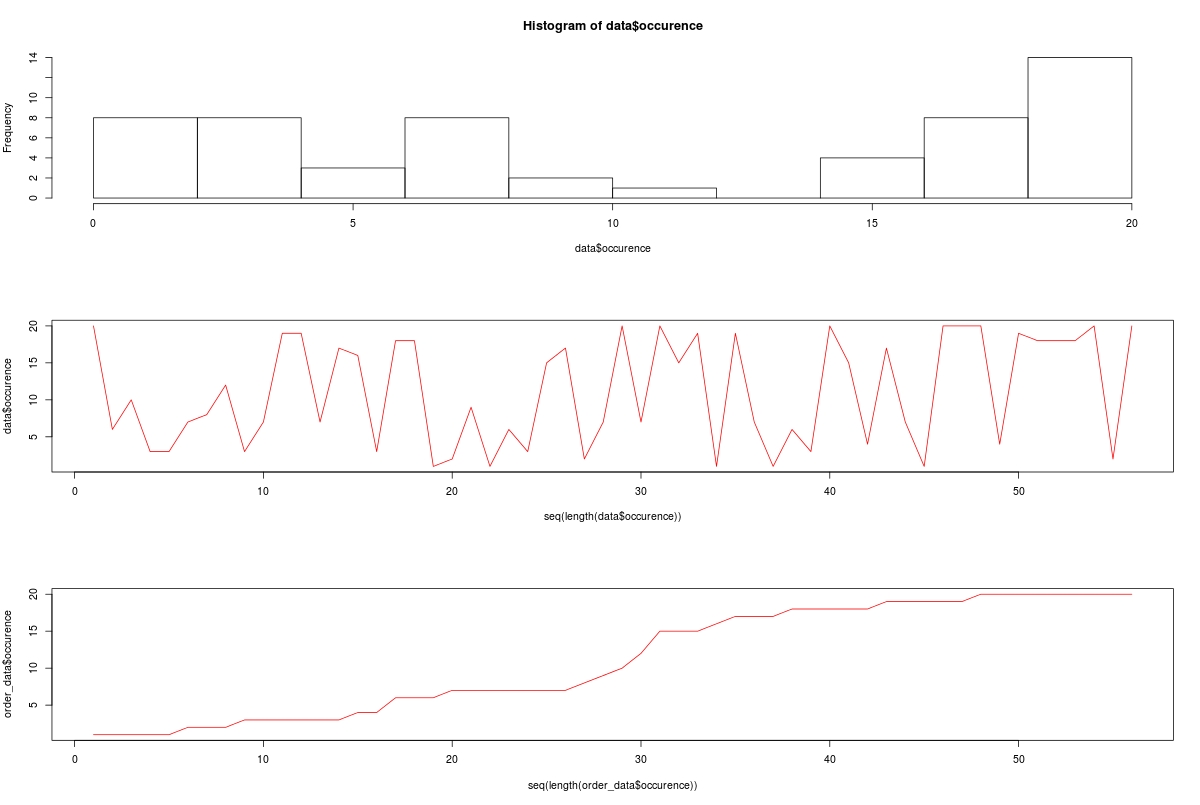 Histogram of data$occurence
Frequency
0 2 4 6 8 10 14
0 5 10 15 20
data$occurence
data$occurence
5 10 15 20
0 10 20 30 40 50
seq(length(data$occurence))
order_data$occurence
5 10 15 20
0 10 20 30 40 50
seq(length(order_data$occurence))